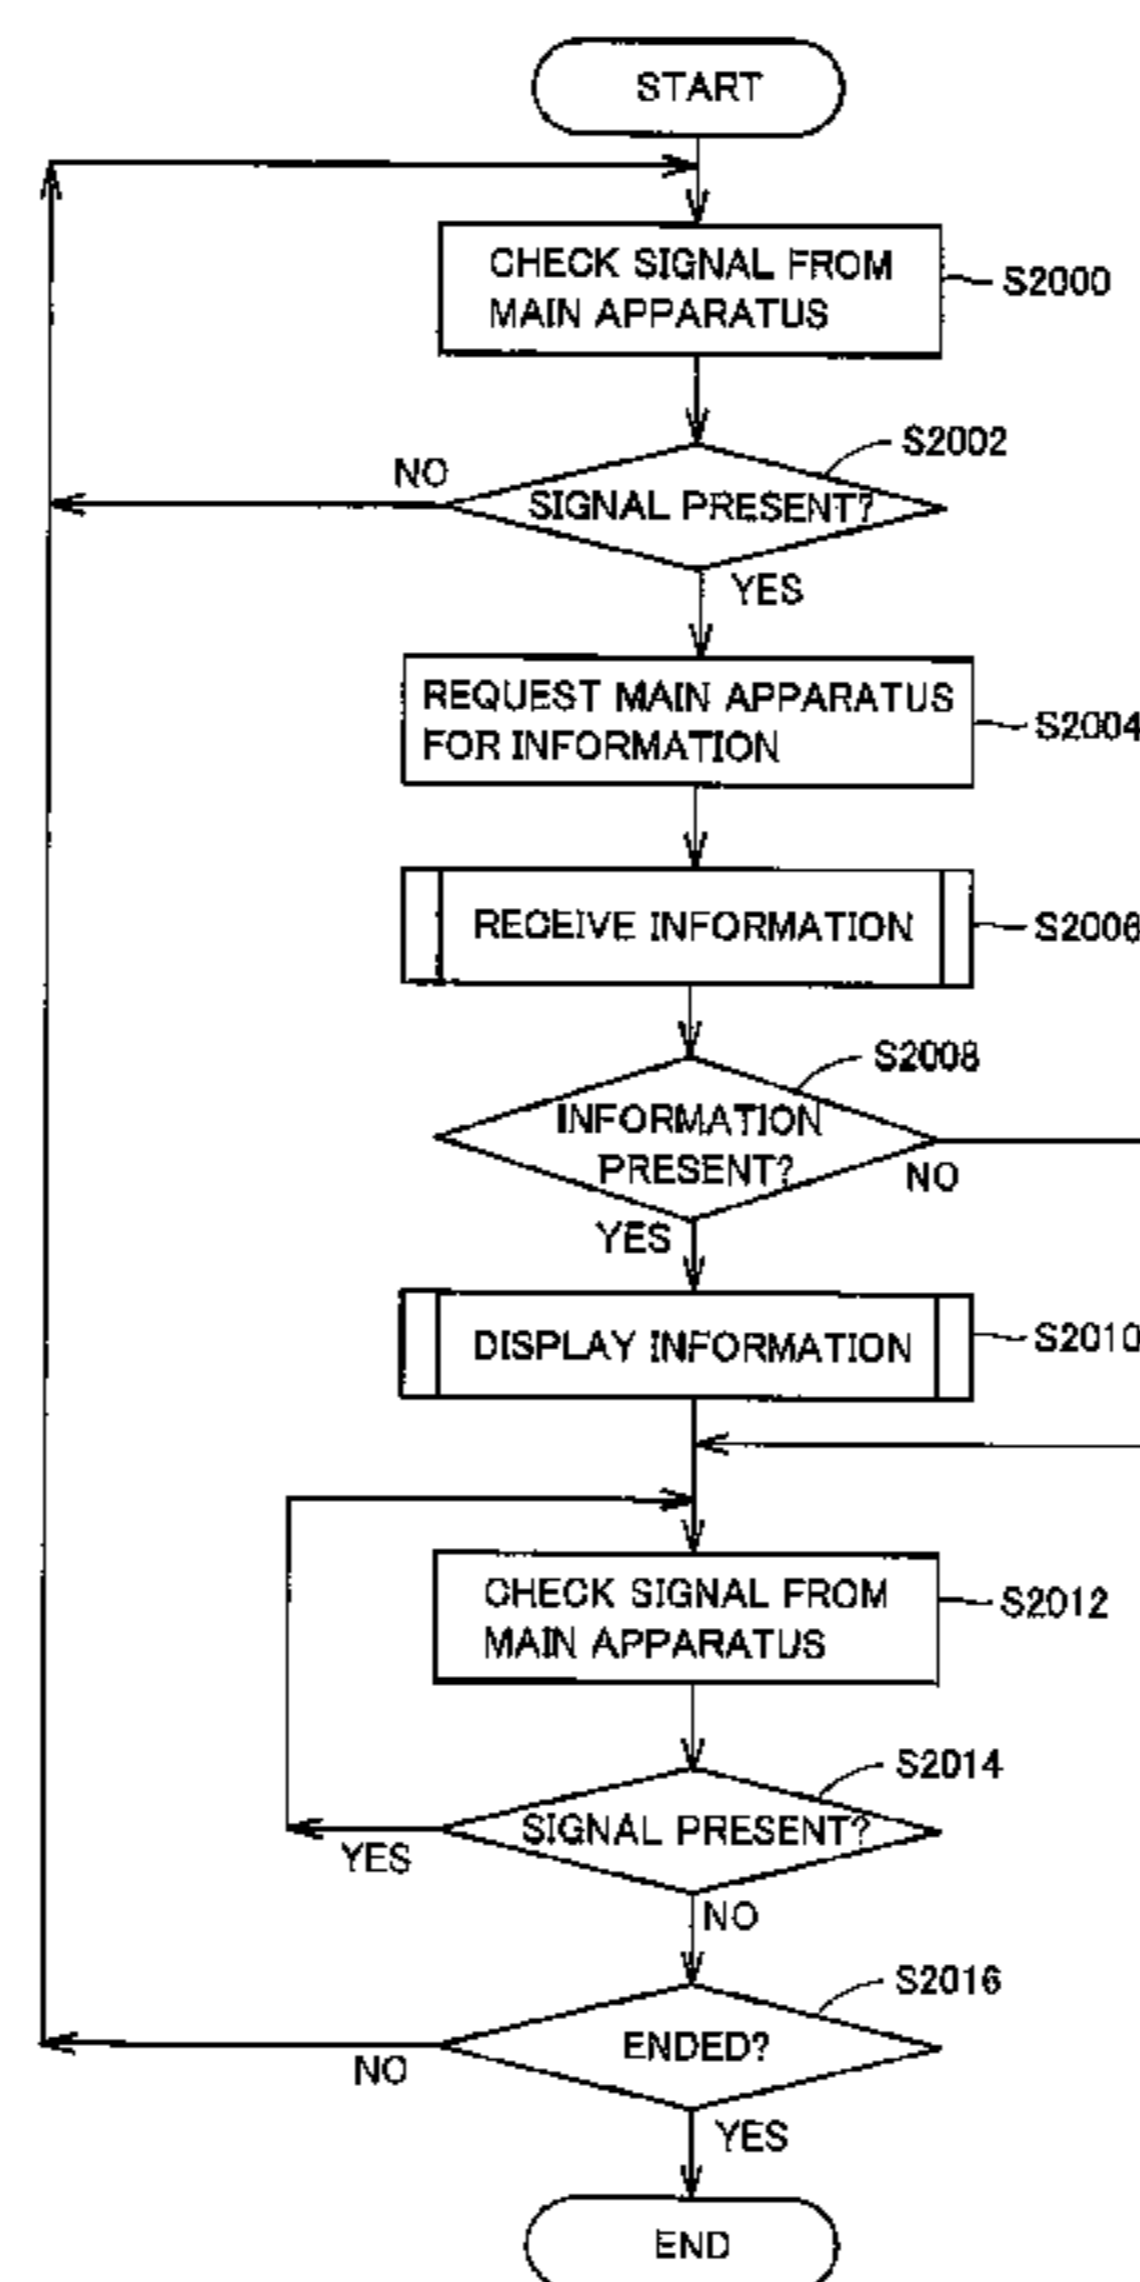 START
CHECK SIGNAL FROM
MAIN APPARATUS
S2000
S2002
NO
SIGNAL PRESENT?
YES
REQUEST MAIN APPARATUS
FOR INFORMATION
S2004
RECEIVE INFORMATION
S2006
S2008
INFORMATION
PRESENT?
NO
YES
DISPLAY INFORMATION
S2010
CHECK SIGNAL FROM
MAIN APPARATUS
S2012
S2014
SIGNAL PRESENT?
YES
NO
S2016
ENDED?
NO
YES
END